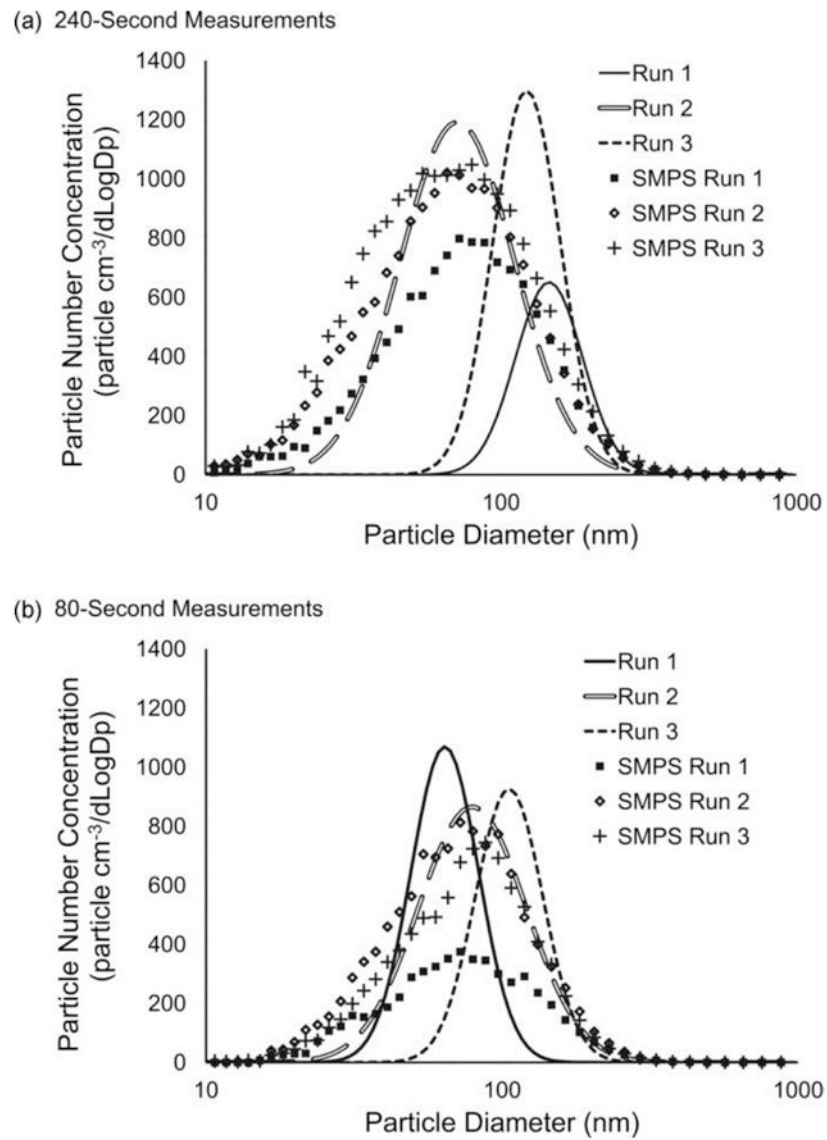 (a) 240-Second Measurements
Particle Number Concentration
(particle cm-3/dLogDp)
1400
1200
1000
800
600
400
200
0
10
100
1000
Particle Diameter (nm)
Run 1
Run 2
Run 3
SMPS Run 1
SMPS Run 2
SMPS Run 3
(b) 80-Second Measurements
Particle Number Concentration
(particle cm-3/dLogDp)
1400
1200
1000
800
600
400
200
0
10
100
1000
Particle Diameter (nm)
Run 1
Run 2
Run 3
SMPS Run 1
SMPS Run 2
SMPS Run 3